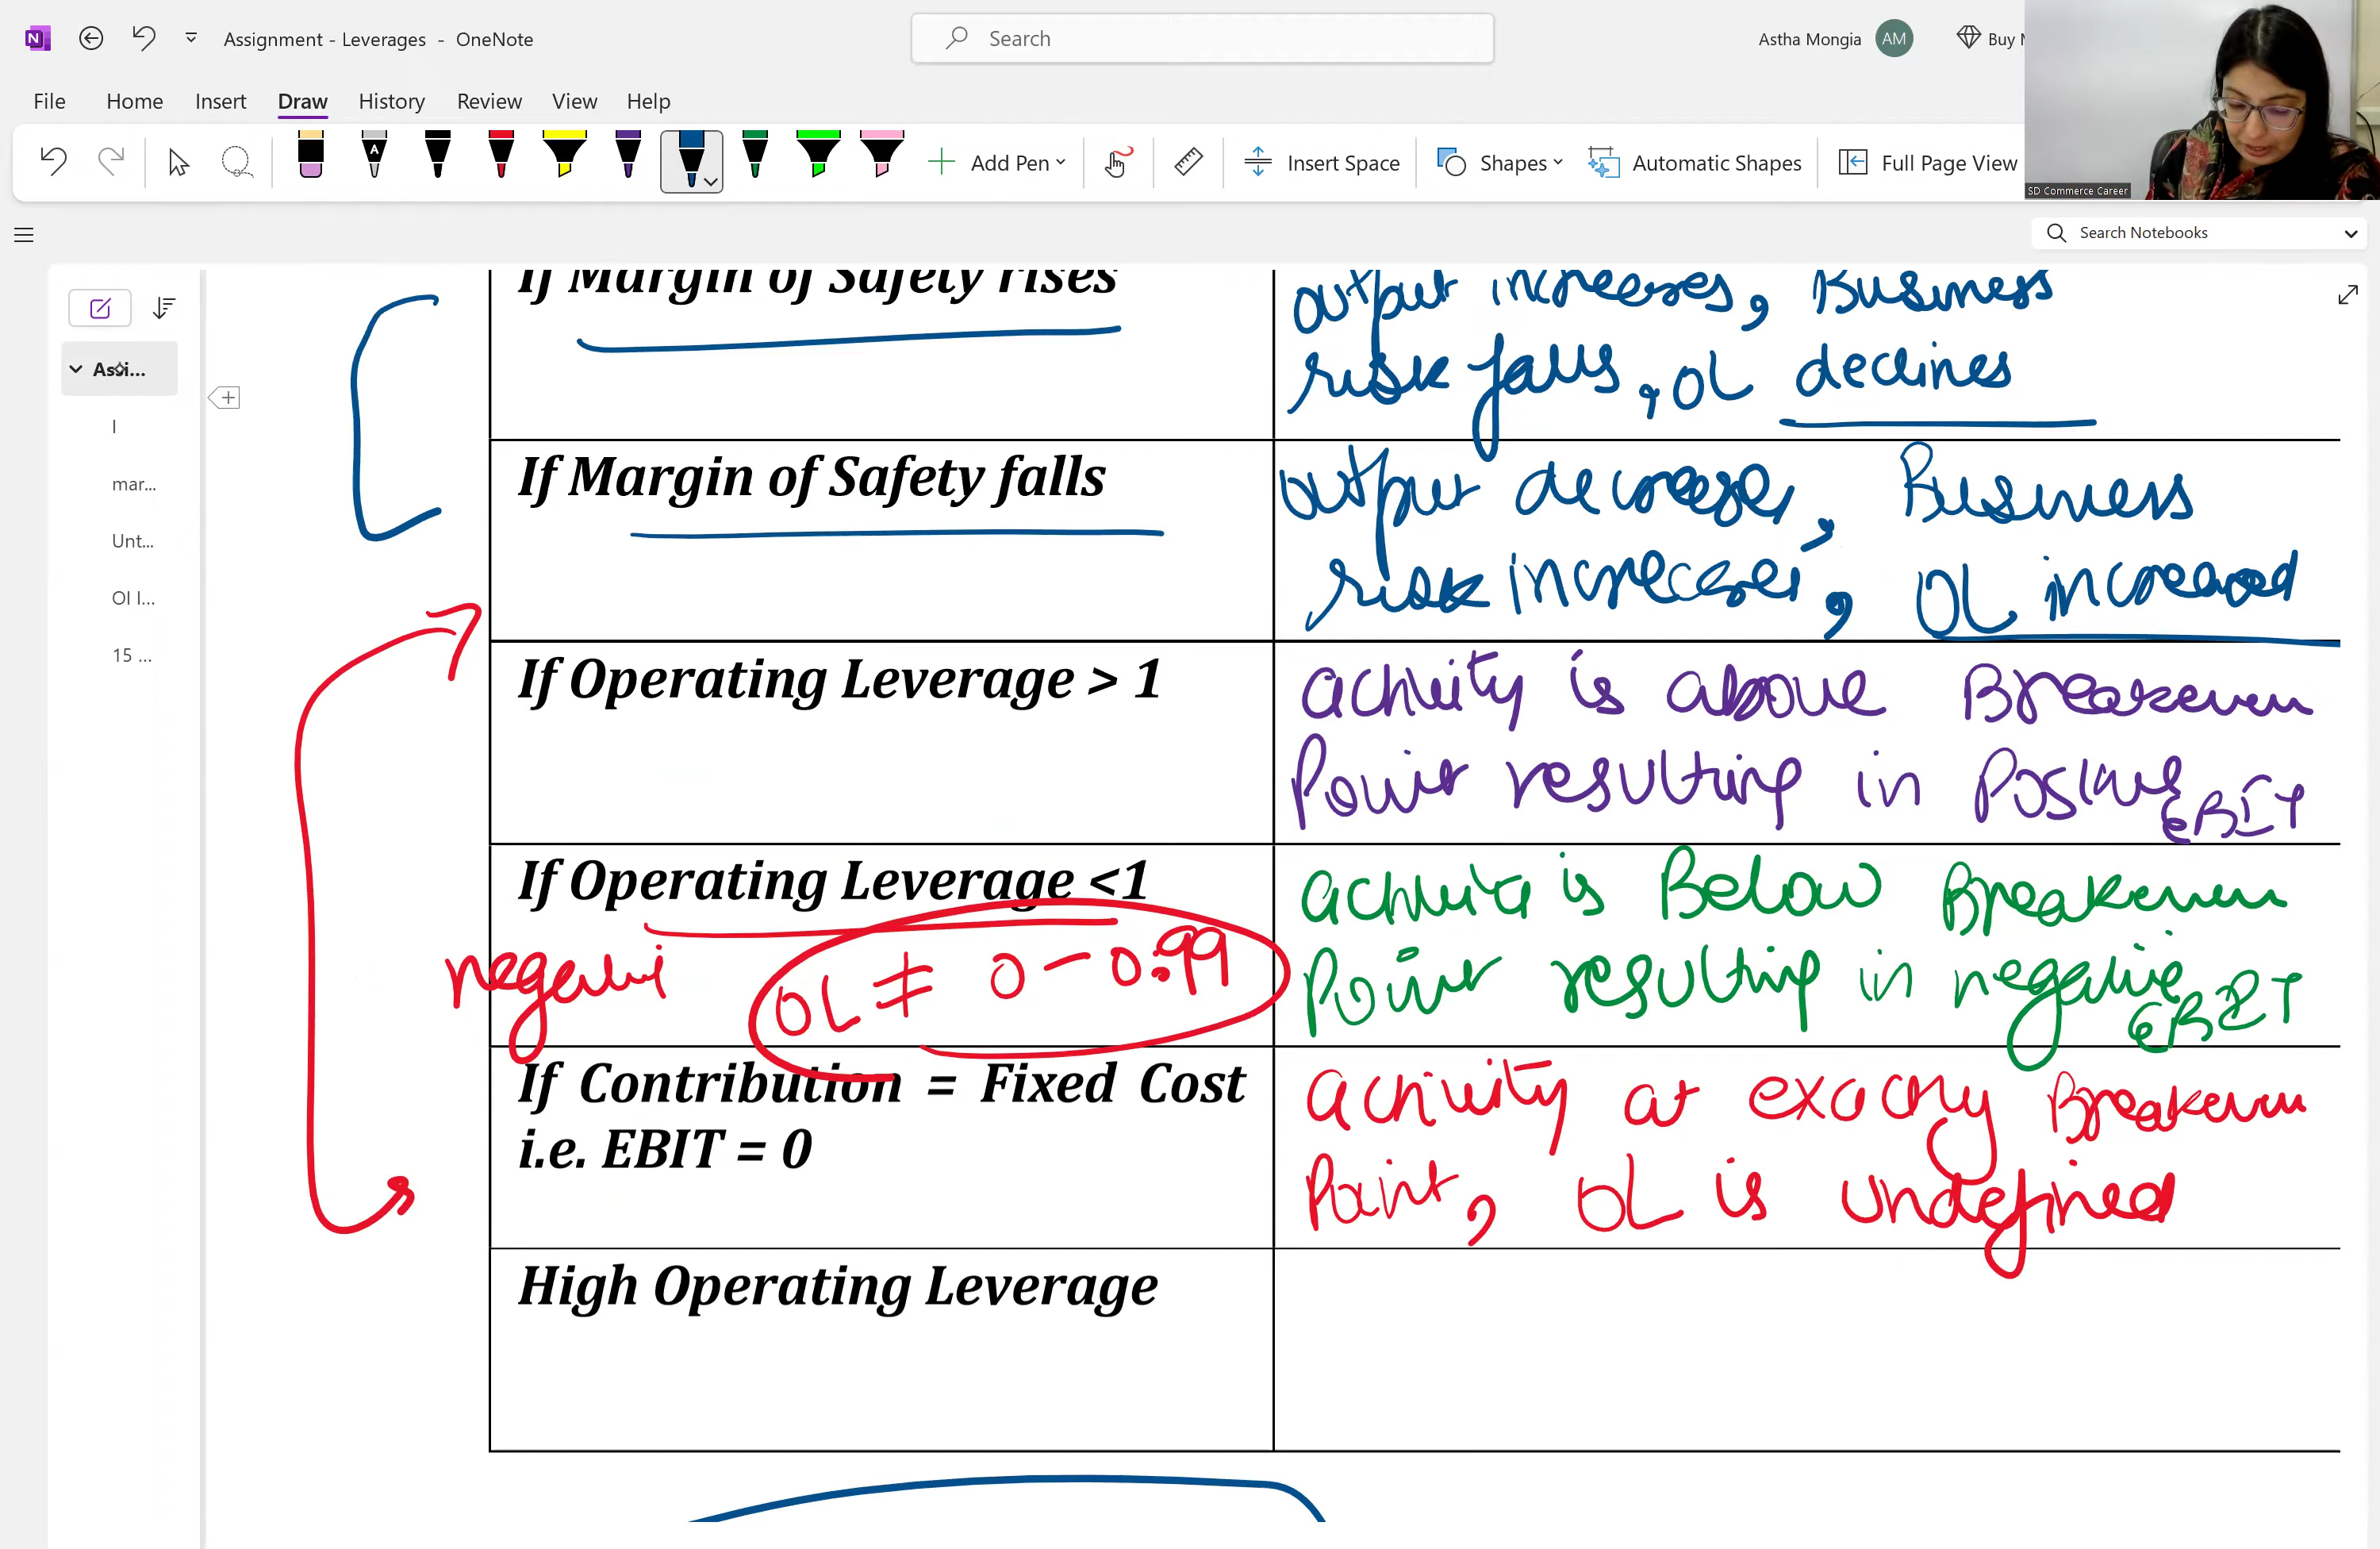 Assignment - Leverages - OneNote
Search
Astha Mongia AM Buy
File Home Insert Draw History Review View Help
Add Pen Insert Space Shapes Automatic Shapes Full Page View
SD Commerce Career
Search Notebooks
Assi...
I
mar...
Unt...
OI I...
15 ...
If Margin of Safety rises
output increases, Business
risk falls, OL declines
If Margin of Safety falls
output decreases, Business
risk increases, OL increased
If Operating Leverage > 1
activity is above Breakeven
Point resulting in Positive
EBIT
If Operating Leverage <1
negative OL ≠ 0 - 0.99
activity is Below Breakeven
Point resulting in negative
EBIT
If Contribution = Fixed Cost
i.e. EBIT = 0
activity at exactly Breakeven
Point, OL is undefined
High Operating Leverage